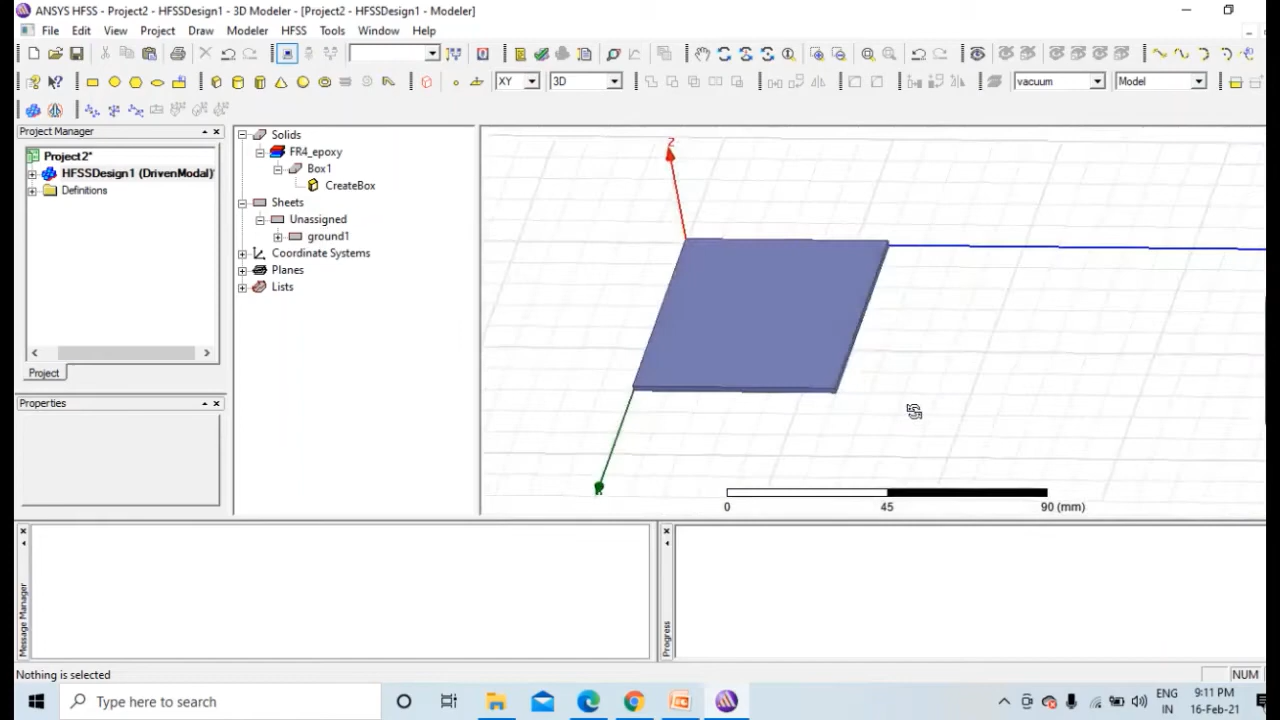 ANSYS HFSS - Project2 - HFSSDesign1 - 3D Modeler - [Project2 - HFSSDesign1 - Modeler]
File Edit View Project Draw Modeler HFSS Tools Window Help
XY 3D vacuum Model
Project Manager
Project2*
HFSSDesign1 (DrivenModal)*
Definitions
Project
Properties
Solids
FR4_epoxy
Box1
CreateBox
Sheets
Unassigned
ground1
Coordinate Systems
Planes
Lists
Z
0 45 90 (mm)
Message Manager
Progress
Nothing is selected
NUM
Type here to search
ENG
IN
9:11 PM
16-Feb-21